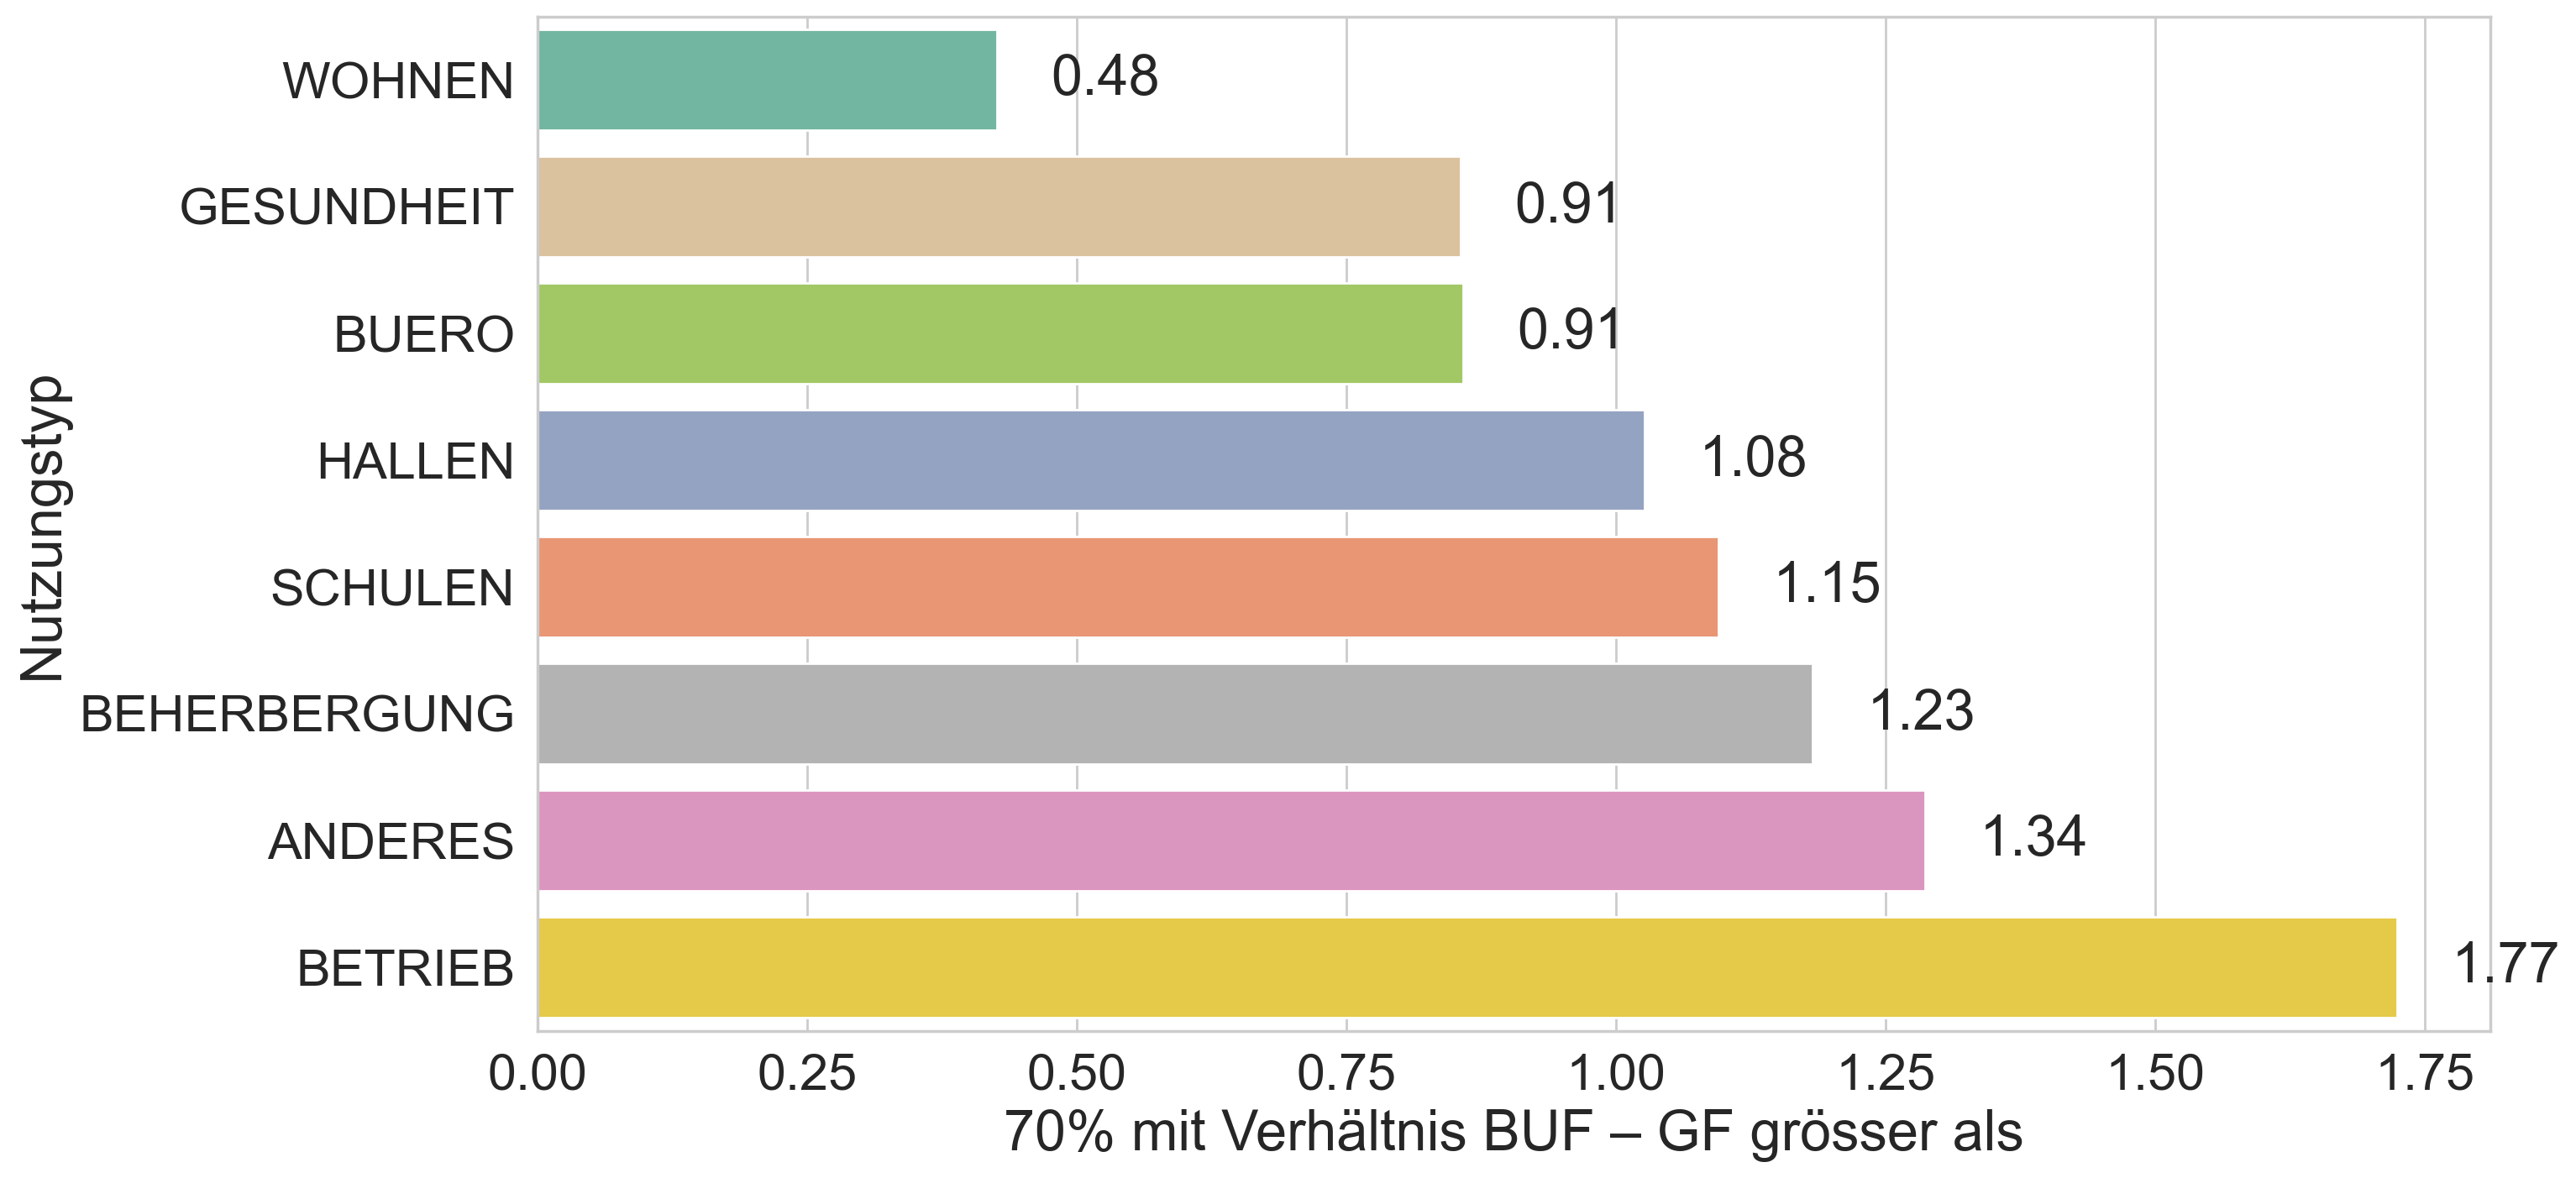 WOHNEN 0.48
GESUNDHEIT 0.91
BUERO 0.91
HALLEN 1.08
SCHULEN 1.15
BEHERBERGUNG 1.23
ANDERES 1.34
BETRIEB 1.77
Nutzungstyp
0.00 0.25 0.50 0.75 1.00 1.25 1.50 1.75
70% mit Verhältnis BUF – GF grösser als